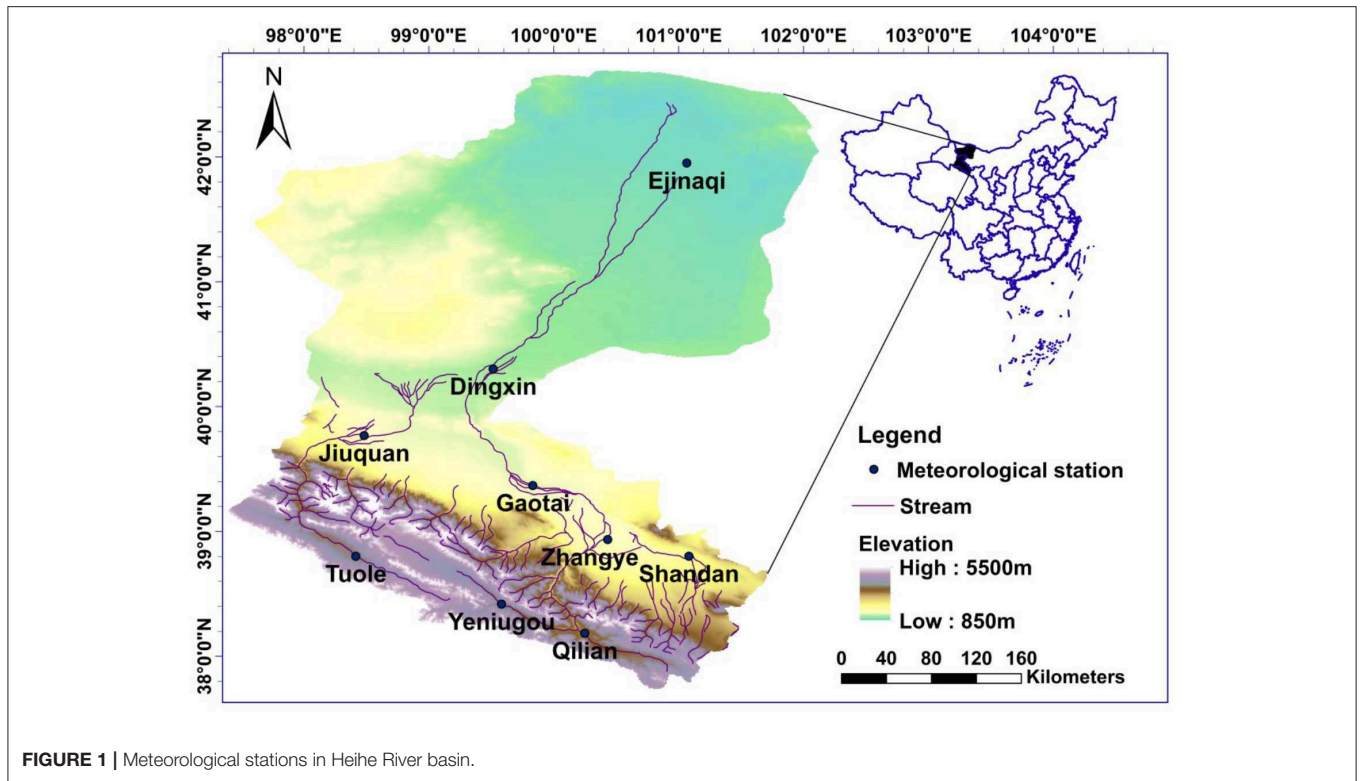 98°0'0"E 99°0'0"E 100°0'0"E 101°0'0"E 102°0'0"E 103°0'0"E 104°0'0"E
N
42°0'0"N
41°0'0"N
40°0'0"N
39°0'0"N
38°0'0"N
Ejinaqi
Dingxin
Jiuquan
Gaotai
Zhangye
Shandan
Tuole
Yeniugou
Qilian
Legend
Meteorological station
Stream
Elevation
High : 5500m
Low : 850m
0 40 80 120 160
Kilometers
FIGURE 1 | Meteorological stations in Heihe River basin.